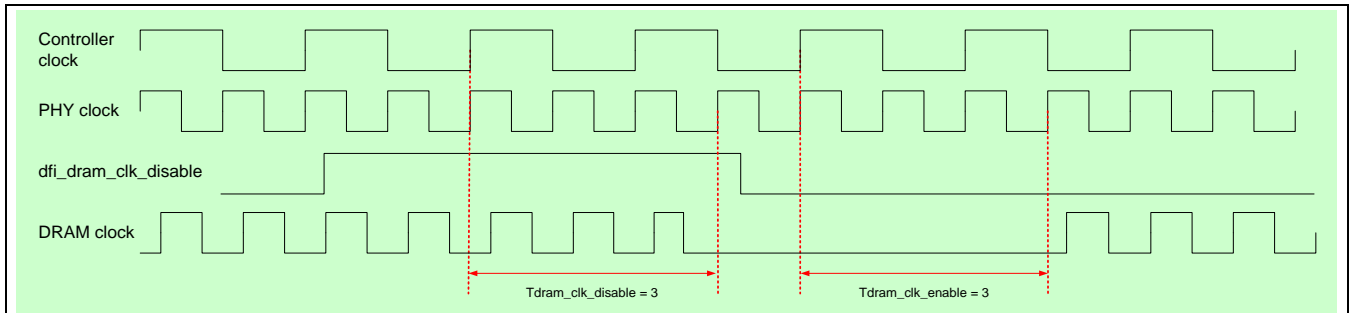 Controller
clock
PHY clock
dfi_dram_clk_disable
DRAM clock
Tdram_clk_disable = 3
Tdram_clk_enable = 3